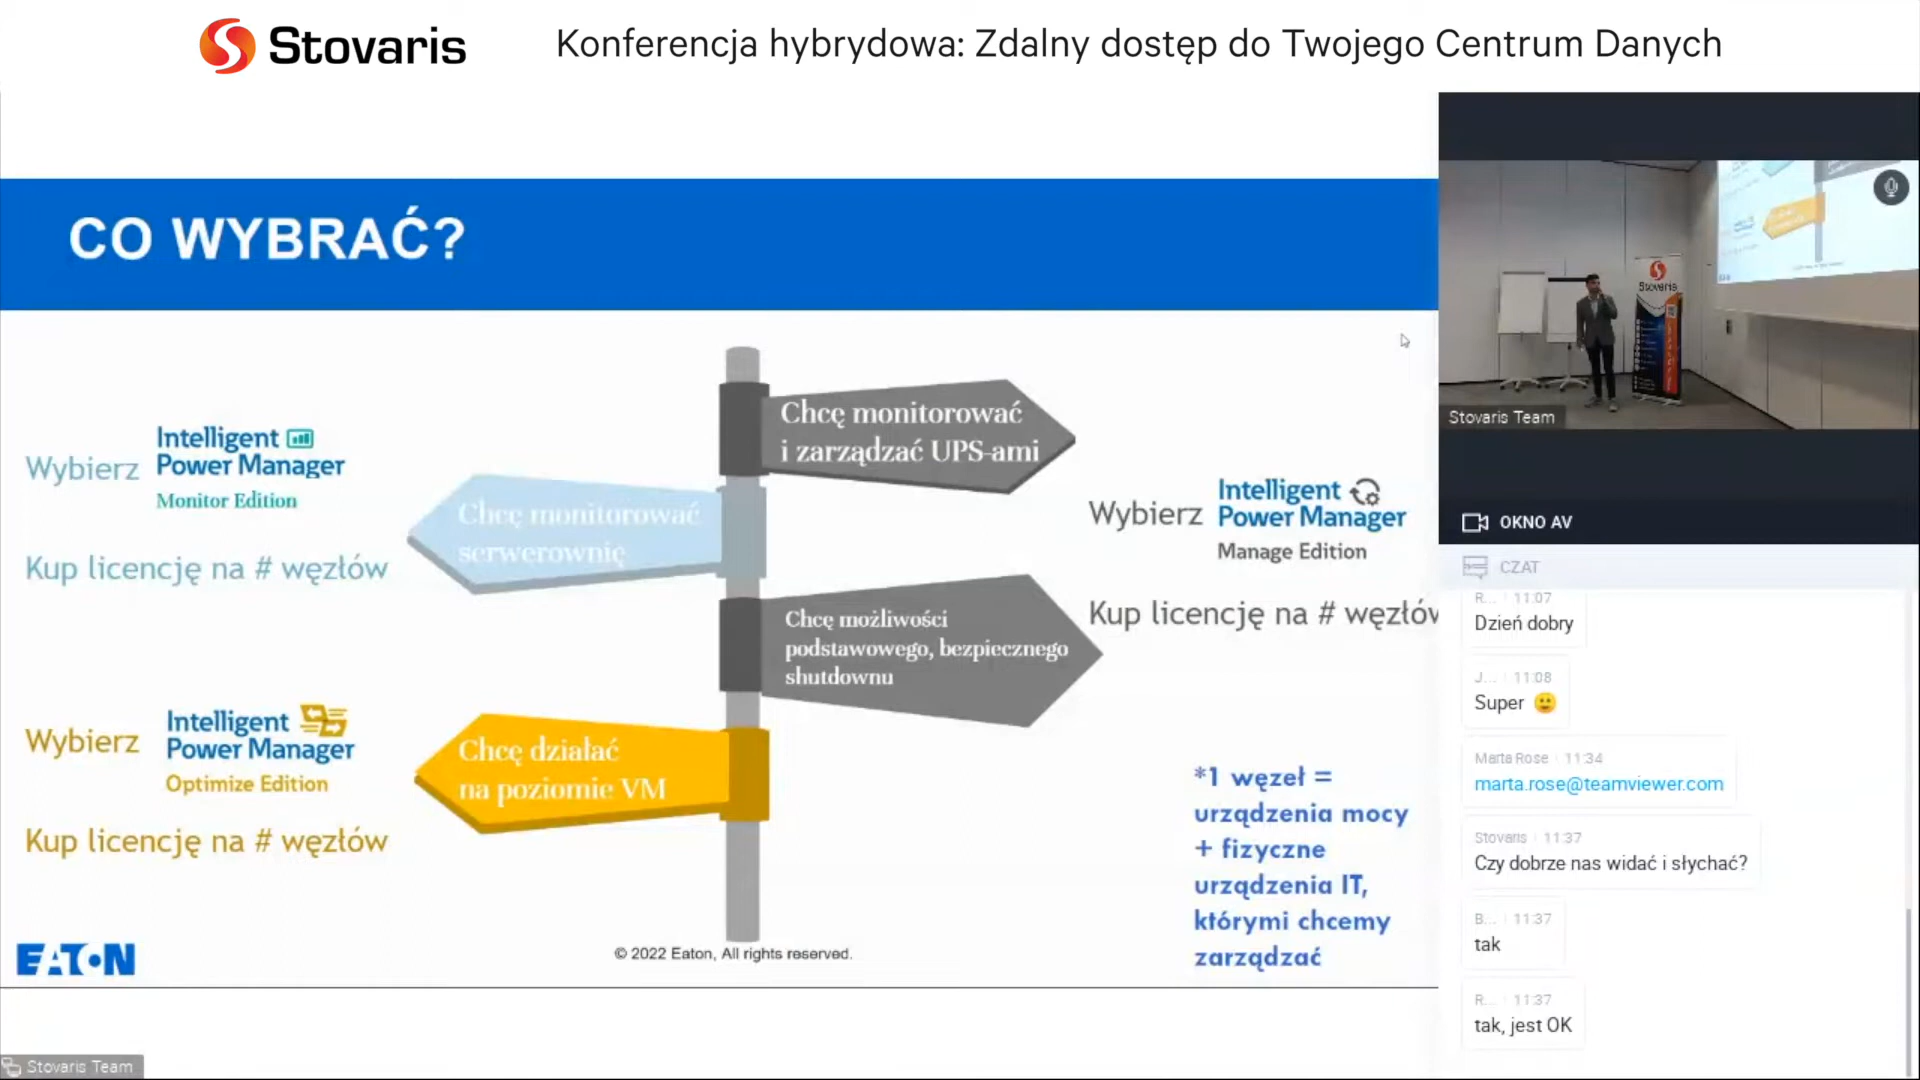 Stovaris
Konferencja hybrydowa: Zdalny dostęp do Twojego Centrum Danych
CO WYBRAĆ?
Chcę monitorować
i zarządzać UPS-ami
Wybierz
Intelligent
Power Manager
Monitor Edition
Kup licencję na # węzłów
Chcę monitorować
serwerownię
Wybierz
Intelligent
Power Manager
Manage Edition
Kup licencję na # węzłów
Chcę możliwości
podstawowego, bezpiecznego
shutdownu
Wybierz
Intelligent
Power Manager
Optimize Edition
Kup licencję na # węzłów
Chcę działać
na poziomie VM
*1 węzeł =
urządzenia mocy
+ fizyczne
urządzenia IT,
którymi chcemy
zarządzać
EATON
© 2022 Eaton, All rights reserved.
Stovaris Team
Stovaris
Stovaris Team
OKNO AV
CZAT
R... 11:07
Dzień dobry
J... 11:08
Super
Marta Rose 11:34
marta.rose@teamviewer.com
Stovaris 11:37
Czy dobrze nas widać i słychać?
B... 11:37
tak
R... 11:37
tak, jest OK